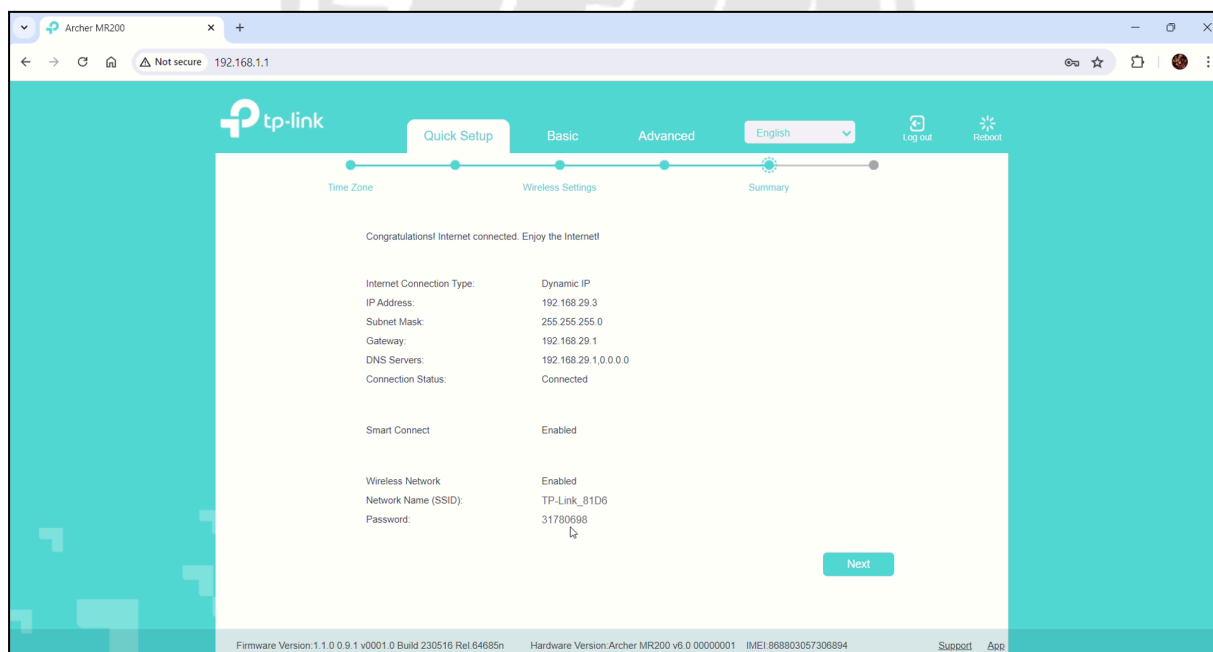 Archer MR200
Not secure 192.168.1.1
tp-link
Quick Setup Basic Advanced English Log out Reboot
Time Zone Wireless Settings Summary
Congratulations! Internet connected. Enjoy the Internet!
Internet Connection Type: Dynamic IP
IP Address: 192.168.29.3
Subnet Mask: 255.255.255.0
Gateway: 192.168.29.1
DNS Servers: 192.168.29.1,0.0.0.0
Connection Status: Connected
Smart Connect Enabled
Wireless Network Enabled
Network Name (SSID): TP-Link_81D6
Password: 31780698
Next
Firmware Version:1.1.0 0.9.1 v0001.0 Build 230516 Rel.64685n Hardware Version:Archer MR200 v6.0 00000001 IMEI:868803057306894 Support App